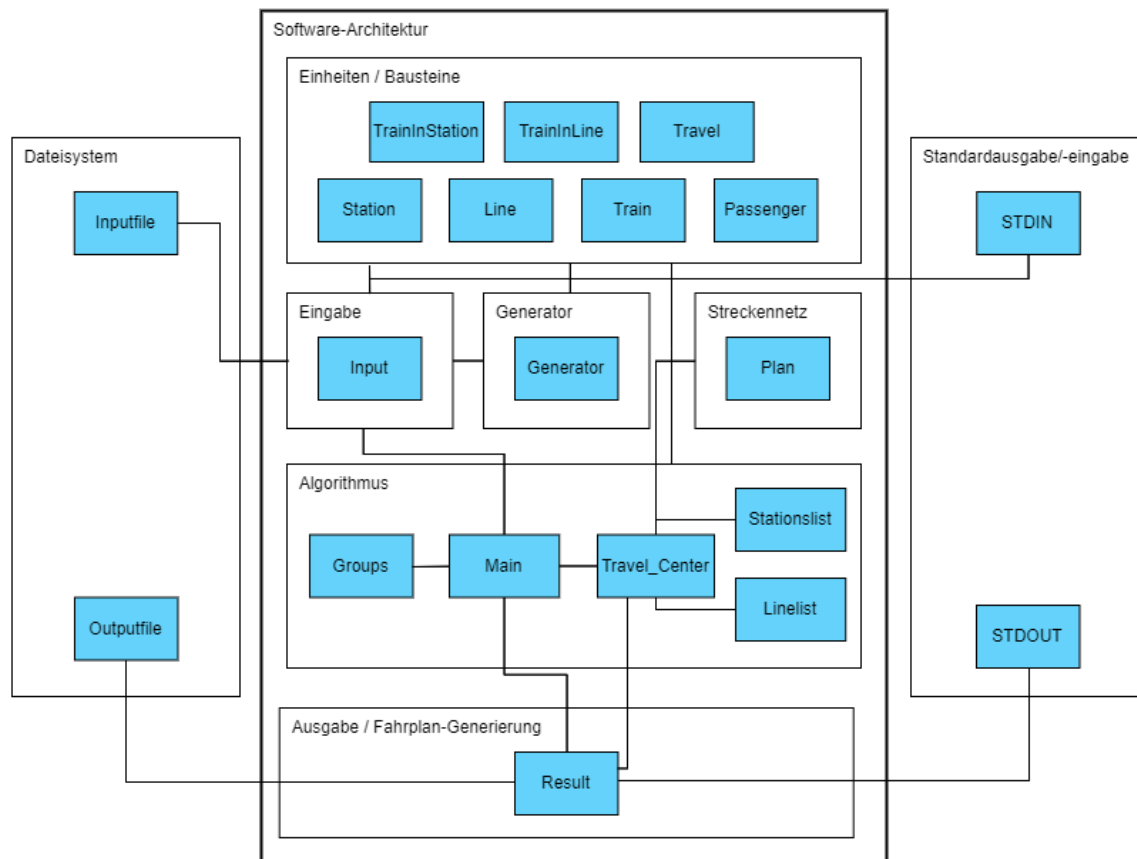 Software-Architektur
Einheiten / Bausteine
TrainInStation
TrainInLine
Travel
Station
Line
Train
Passenger
Dateisystem
Inputfile
Outputfile
Standardausgabe/-eingabe
STDIN
STDOUT
Eingabe
Input
Generator
Generator
Streckennetz
Plan
Algorithmus
Groups
Main
Travel_Center
Stationslist
Linelist
Ausgabe / Fahrplan-Generierung
Result